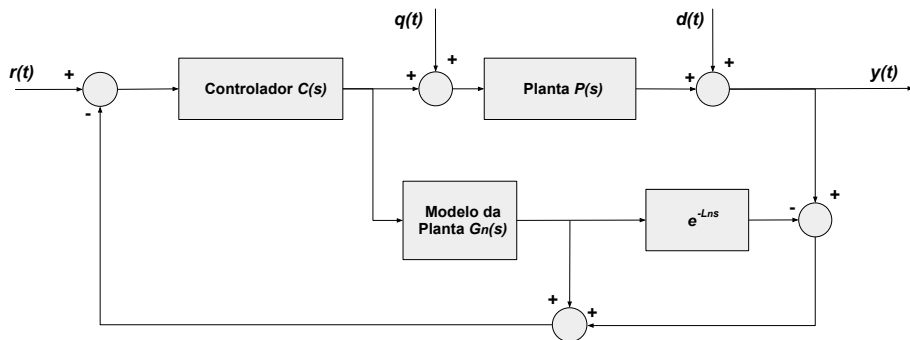 q(t)
d(t)
r(t)
+
Controlador C(s)
+
+
Planta P(s)
+
+
y(t)
-
Modelo da
Planta Gn(s)
e-Lns
-
+
+
+